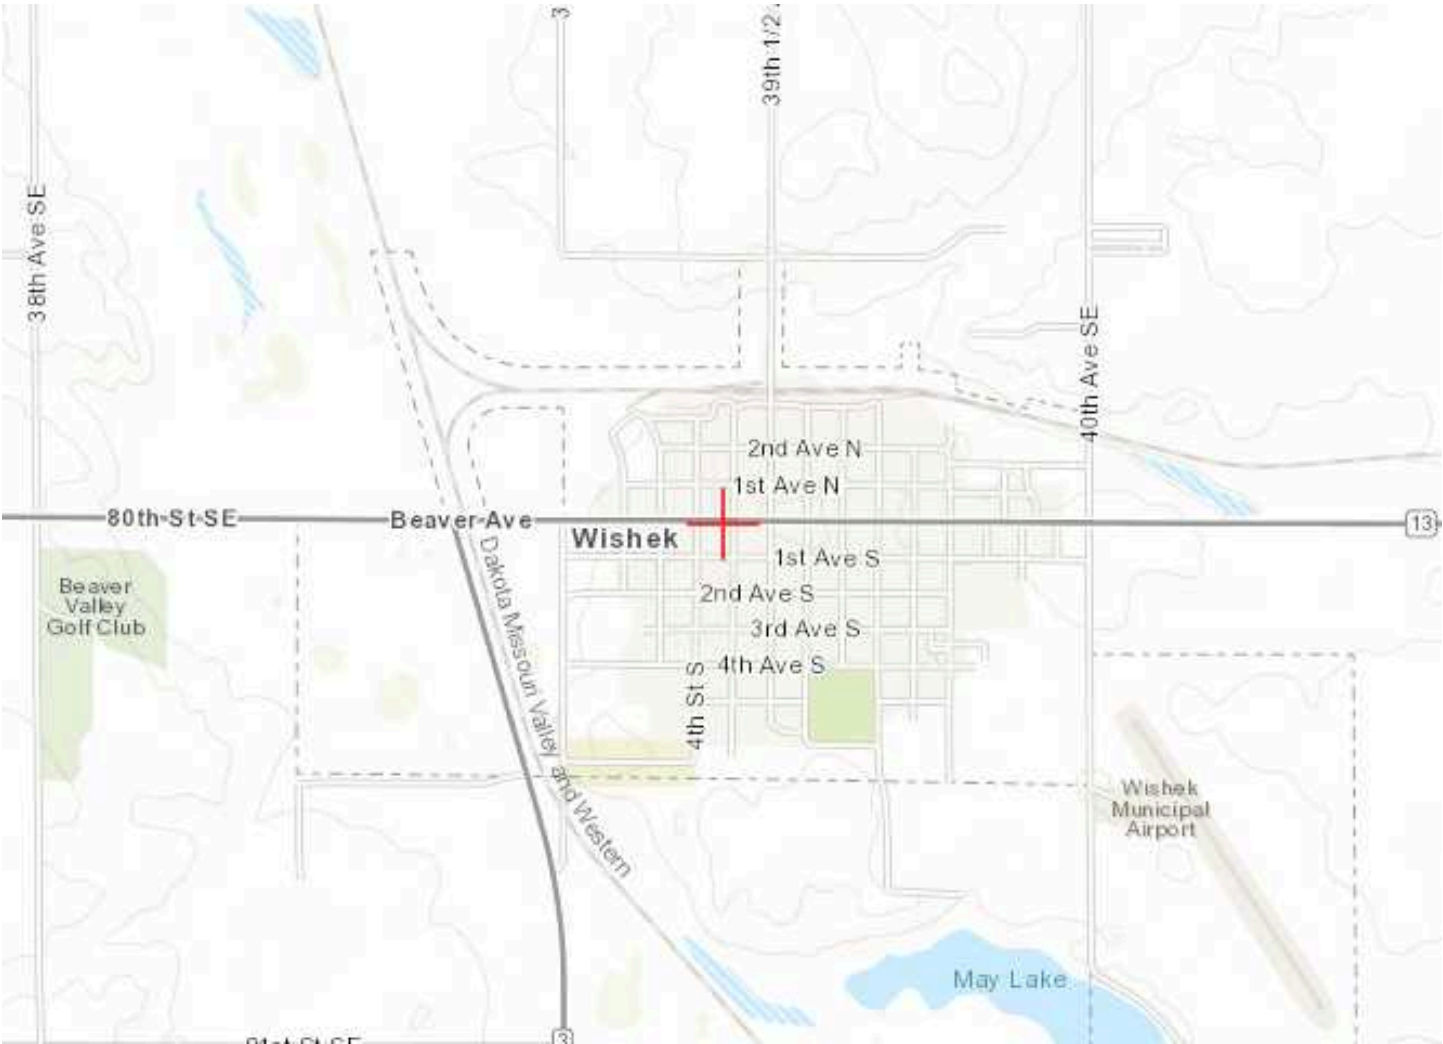 3
39th 1/2
38th Ave SE
40th Ave SE
2nd Ave N
1st Ave N
80th St SE
Beaver Ave
13
Wishek
1st Ave S
Beaver
Valley
Golf Club
2nd Ave S
3rd Ave S
4th Ave S
4th St S
Dakota Missouri Valley and Western
Wishek
Municipal
Airport
May Lake
3